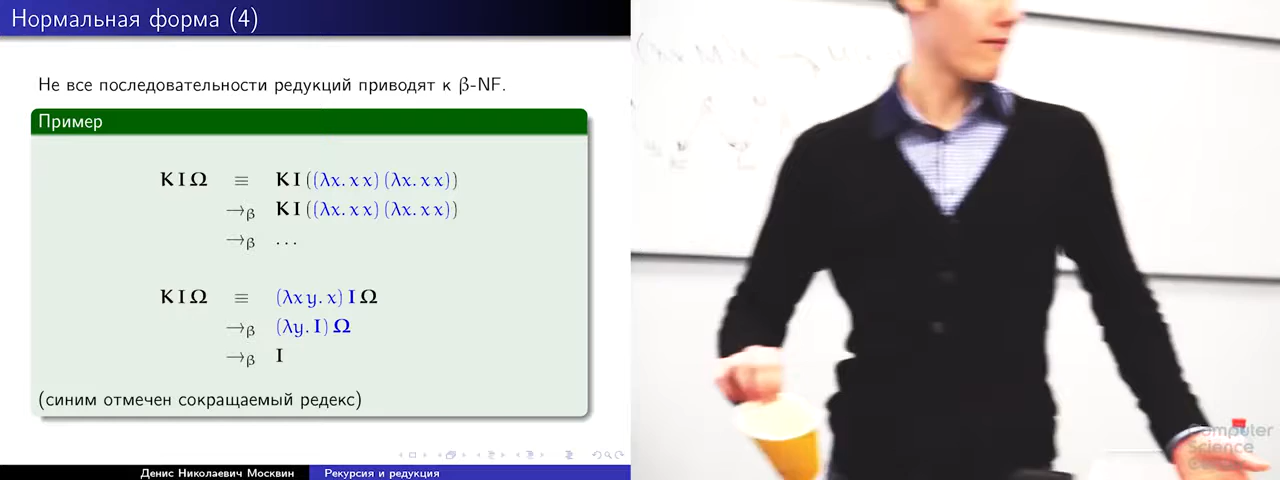 Нормальная форма (4)
Не все последовательности редукций приводят к β-NF.
Пример
K I Ω ≡ K I ((λx. x x) (λx. x x))
→β K I ((λx. x x) (λx. x x))
→β ...
K I Ω ≡ (λx y. x) I Ω
→β (λy. I) Ω
→β I
(синим отмечен сокращаемый редекс)
Денис Николаевич Москвин Рекурсия и редукция
Computer
Science